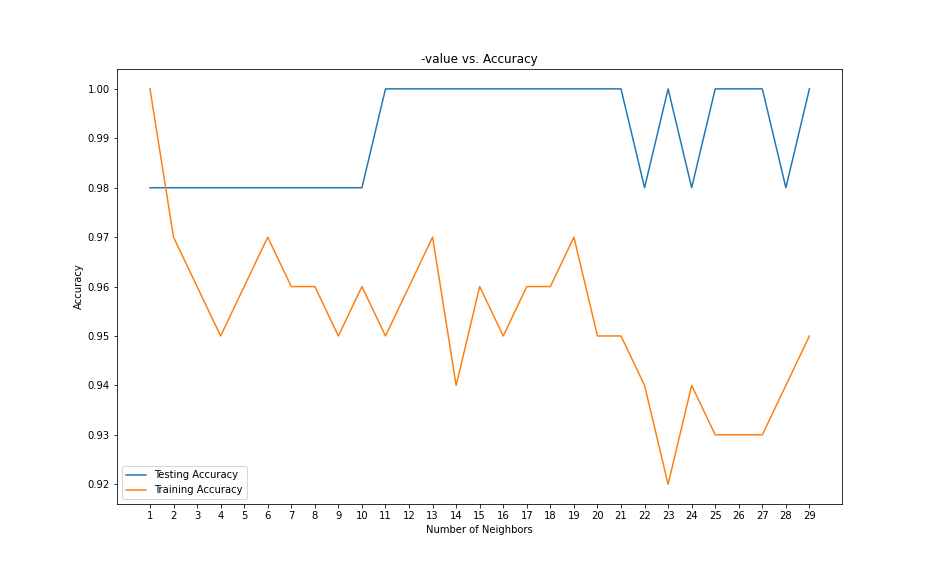 -value vs. Accuracy
1.00
0.99
0.98
0.97
0.96
0.95
0.94
0.93
0.92
Accuracy
Testing Accuracy
Training Accuracy
1 2 3 4 5 6 7 8 9 10 11 12 13 14 15 16 17 18 19 20 21 22 23 24 25 26 27 28 29
Number of Neighbors